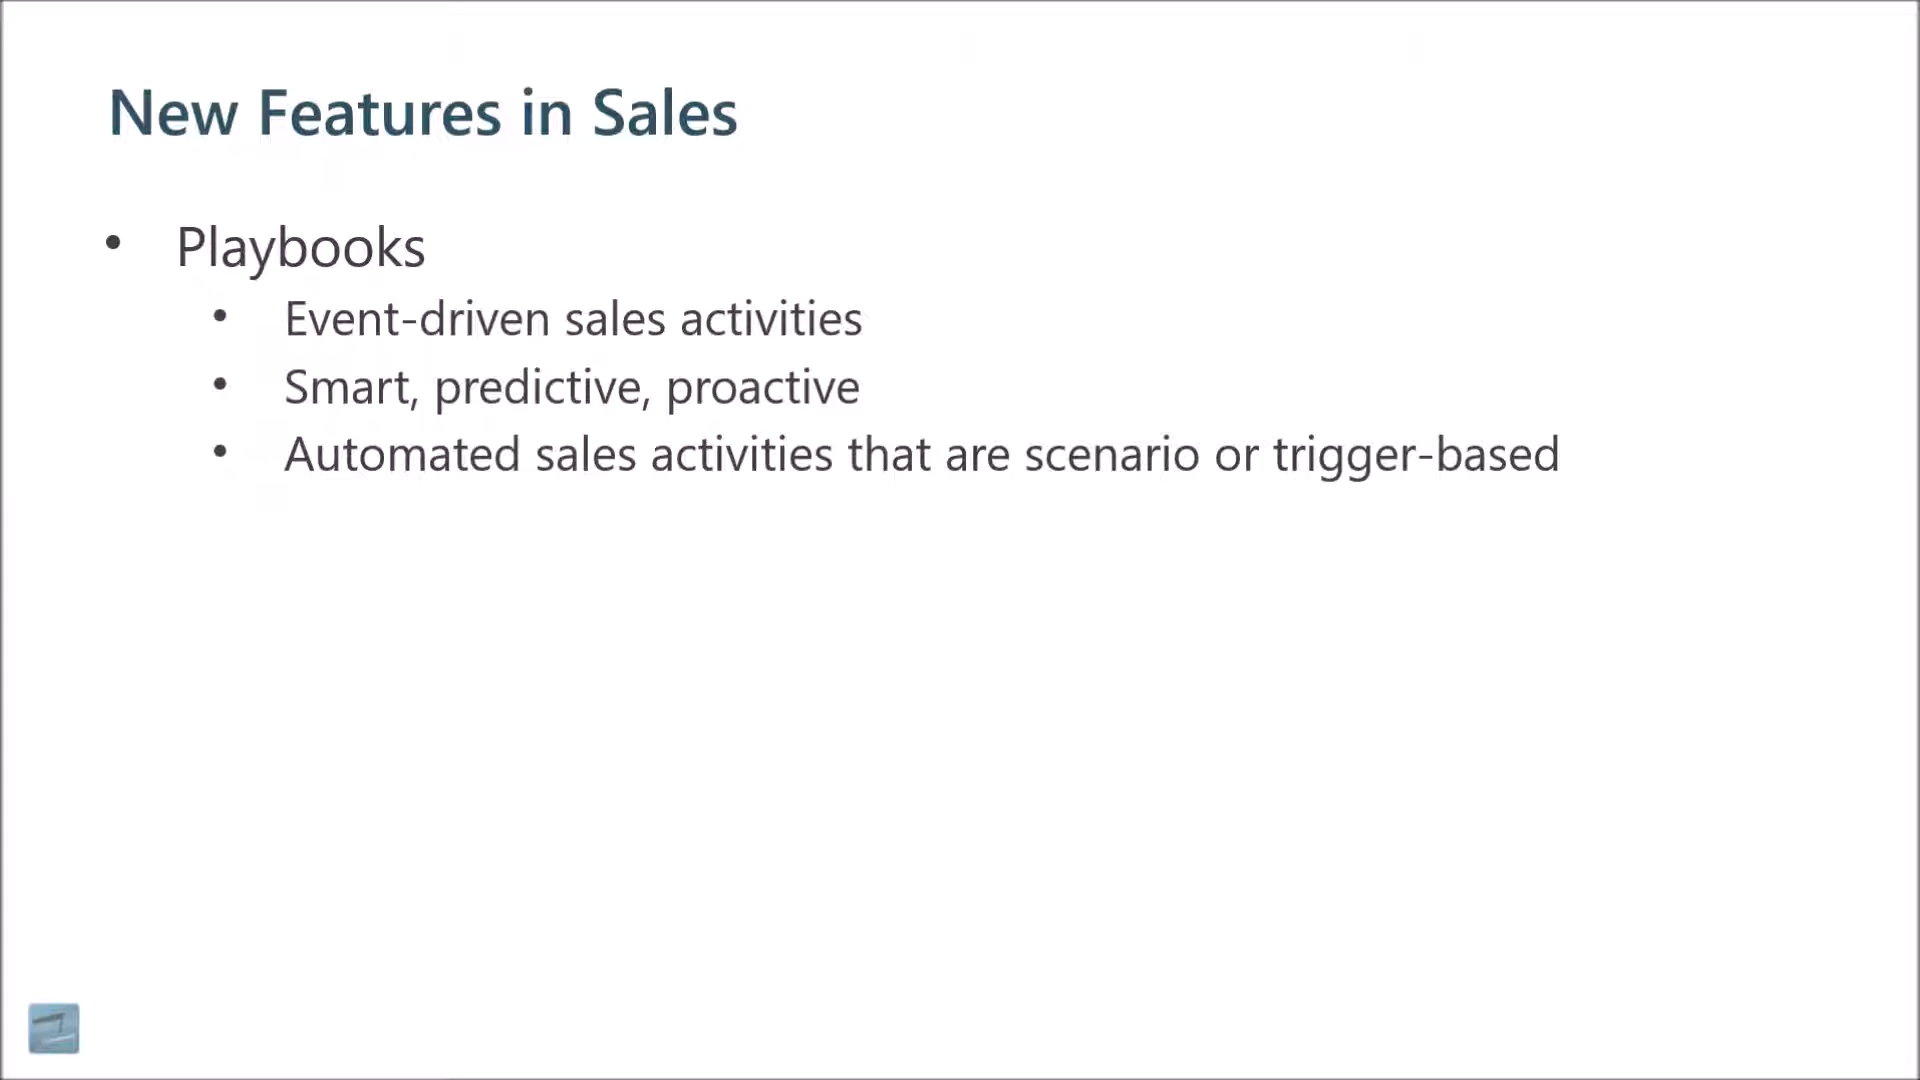 New Features in Sales
• Playbooks
• Event-driven sales activities
• Smart, predictive, proactive
• Automated sales activities that are scenario or trigger-based